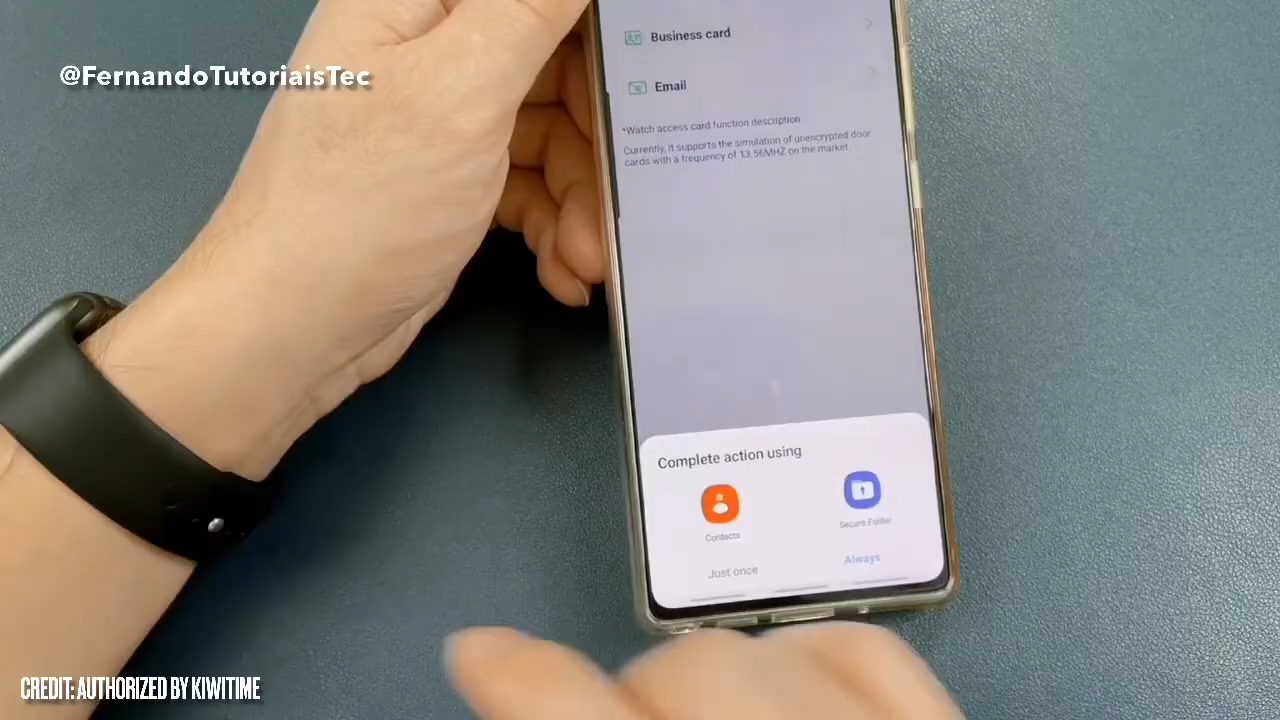 Business card
@FernandoTutoriaisTec
Email
*Watch access card function description
Currently, it supports the simulation of unencrypted door
cards with a frequency of 13.56MHZ on the market.
Complete action using
Contacts
Secure Folder
Just once
Always
CREDIT: AUTHORIZED BY KIWITIME